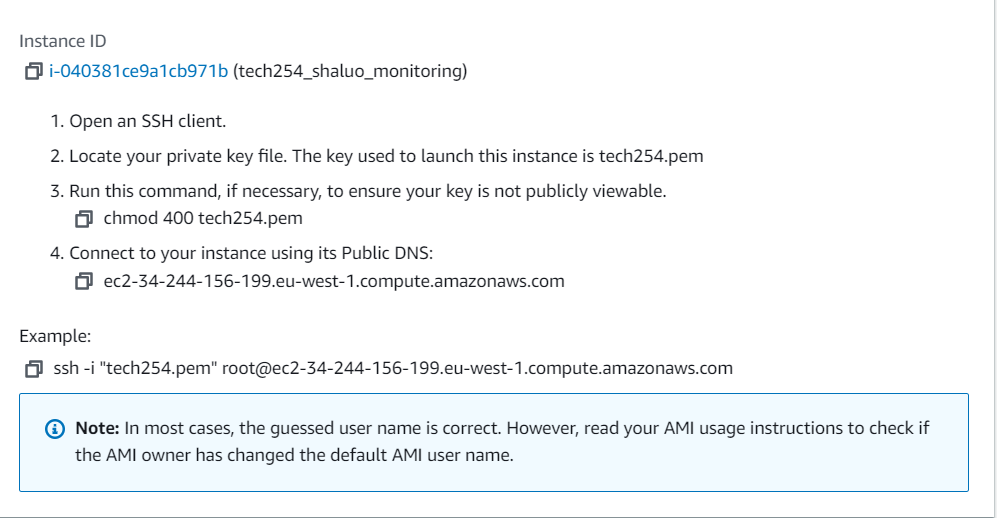 Instance ID
i-040381ce9a1cb971b (tech254_shaluo_monitoring)
1. Open an SSH client.
2. Locate your private key file. The key used to launch this instance is tech254.pem
3. Run this command, if necessary, to ensure your key is not publicly viewable.
chmod 400 tech254.pem
4. Connect to your instance using its Public DNS:
ec2-34-244-156-199.eu-west-1.compute.amazonaws.com
Example:
ssh -i "tech254.pem" root@ec2-34-244-156-199.eu-west-1.compute.amazonaws.com
Note: In most cases, the guessed user name is correct. However, read your AMI usage instructions to check if
the AMI owner has changed the default AMI user name.